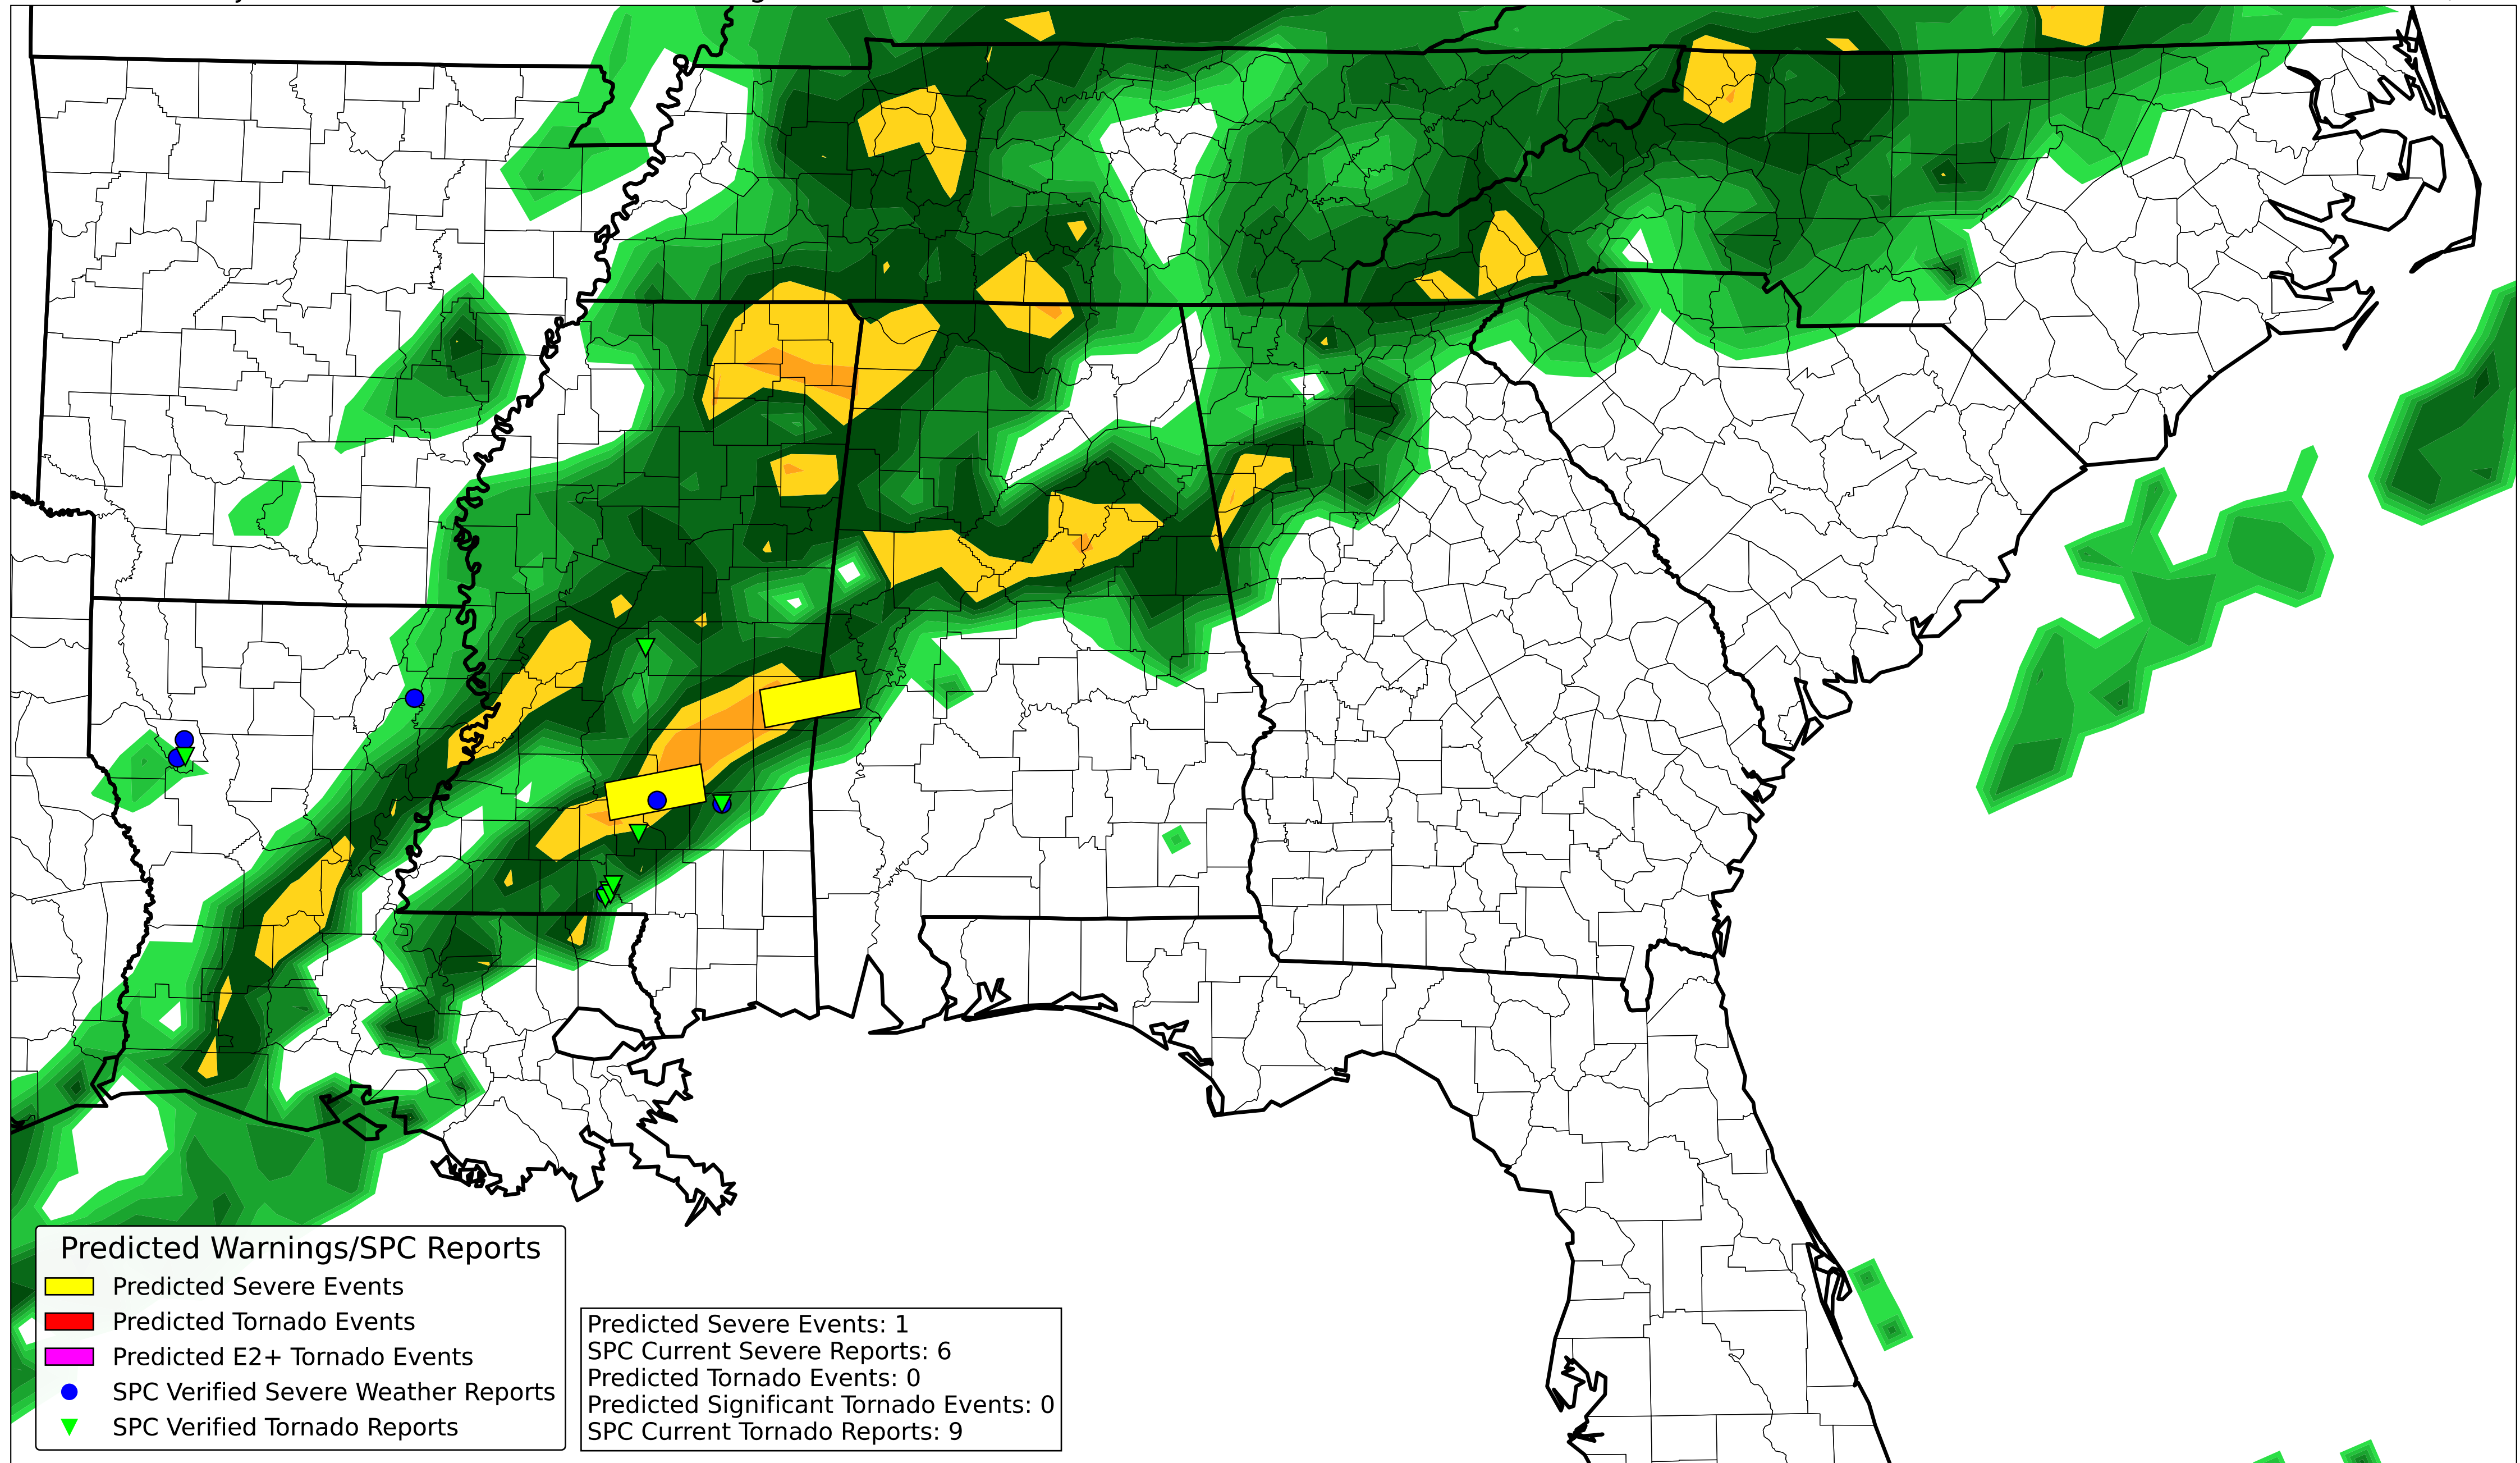 Predicted Warnings/SPC Reports
Predicted Severe Events
Predicted Tornado Events
Predicted E2+ Tornado Events
SPC Verified Severe Weather Reports
SPC Verified Tornado Reports
Predicted Severe Events: 1
SPC Current Severe Reports: 6
Predicted Tornado Events: 0
Predicted Significant Tornado Events: 0
SPC Current Tornado Reports: 9